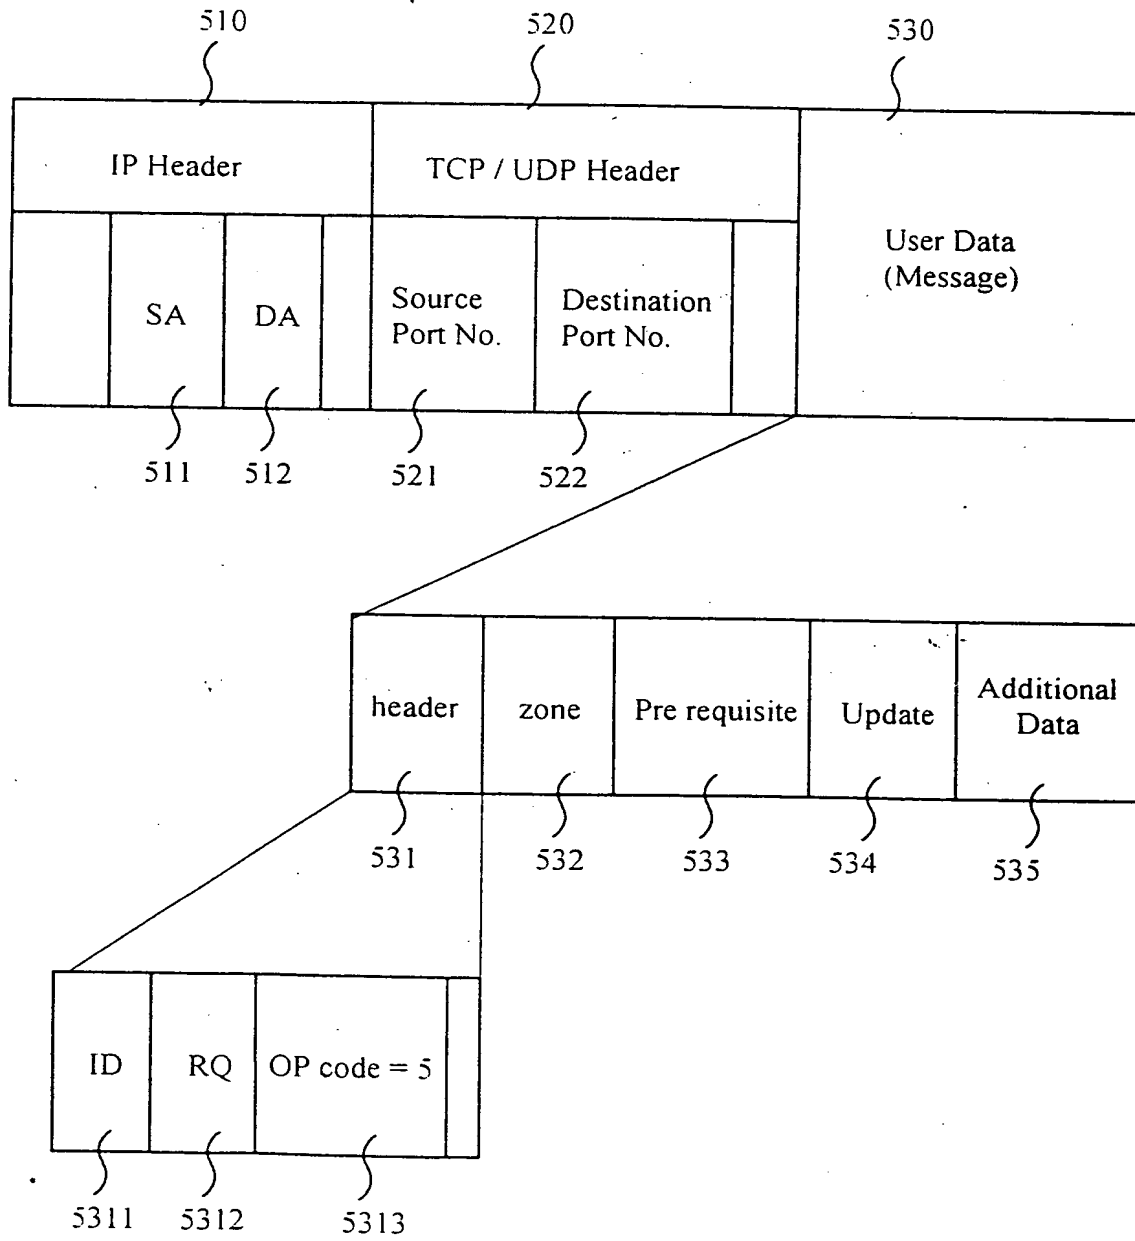 510
520
530
IP Header
TCP / UDP Header
User Data
(Message)
SA
DA
Source
Port No.
Destination
Port No.
511
512
521
522
header
zone
Pre requisite
Update
Additional
Data
531
532
533
534
535
ID
RQ
OP code = 5
5311
5312
5313